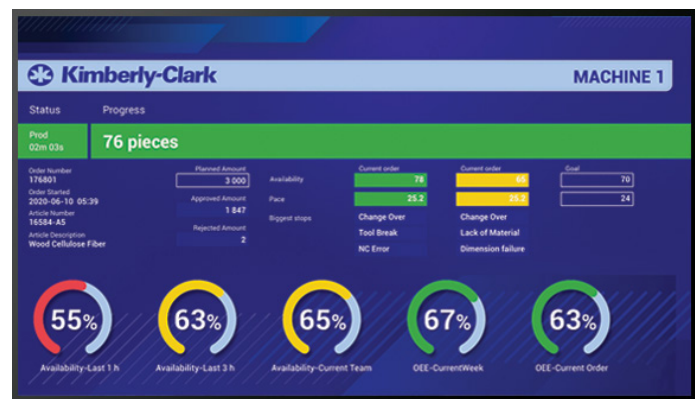 Kimberly-Clark
MACHINE 1
Status
Progress
Prod
02m 03s
76 pieces
Order Number
176801
Order Started
2020-06-10 05:39
Article Number
16584-A5
Article Description
Wood Cellulose Fiber
Planned Amount
3 000
Approved Amount
1 847
Rejected Amount
2
Current order
Current order
Goal
Availability
78
65
70
Pace
25.2
25.2
24
Biggest stops
Change Over
Change Over
Tool Break
Lack of Material
NC Error
Dimension failure
55%
63%
65%
67%
63%
Availability-Last 1 h
Availability-Last 3 h
Availability-Current Team
OEE-CurrentWeek
OEE-Current Order